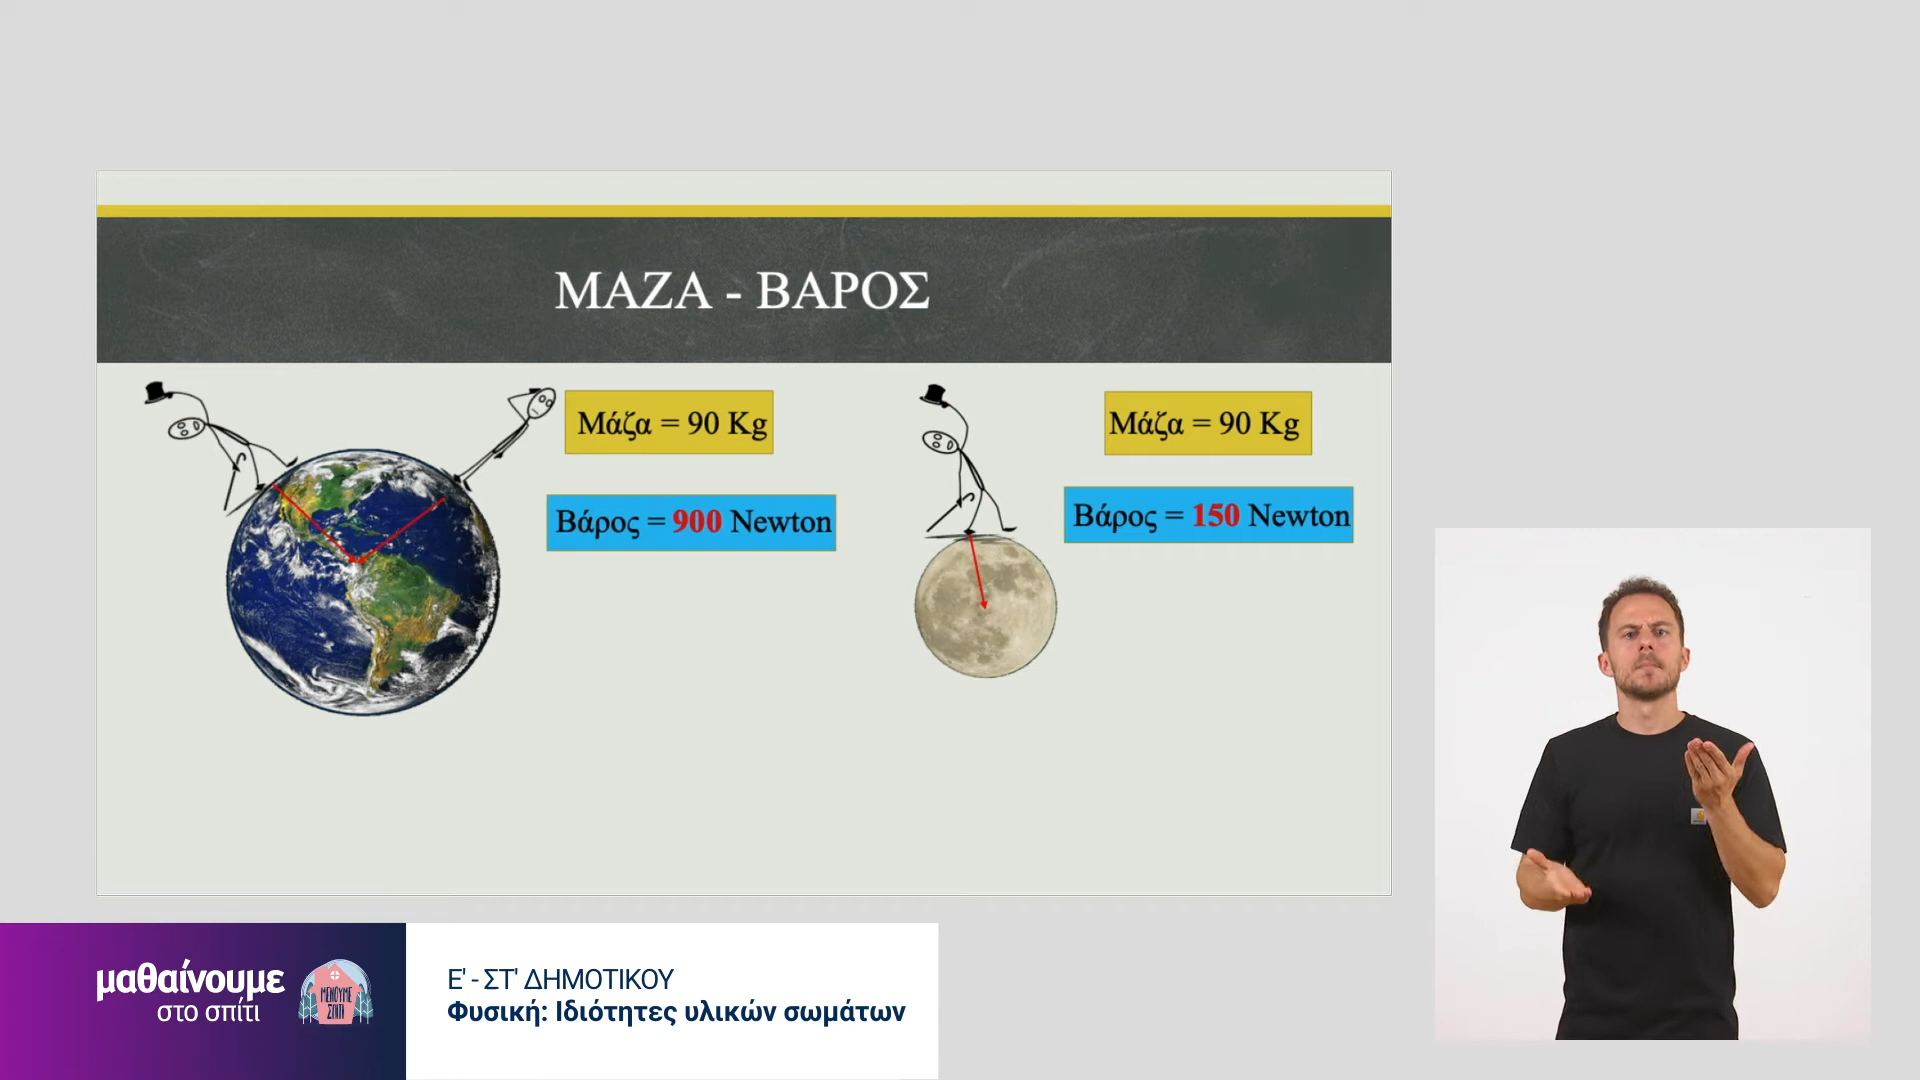 ΜΑΖΑ - ΒΑΡΟΣ
Μάζα = 90 Kg
Βάρος = 900 Newton
Μάζα = 90 Kg
Βάρος = 150 Newton
μαθαίνουμε
στο σπίτι
ΜΕΝΟΥΜΕ
ΣΠΙΤΙ
Ε' - ΣΤ' ΔΗΜΟΤΙΚΟΥ
Φυσική: Ιδιότητες υλικών σωμάτων